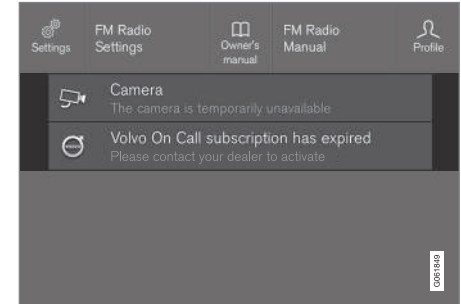 Settings
FM Radio
Settings
Owner's
manual
FM Radio
Manual
Profile
Camera
The camera is temporarily unavailable
Volvo On Call subscription has expired
Please contact your dealer to activate
G061849